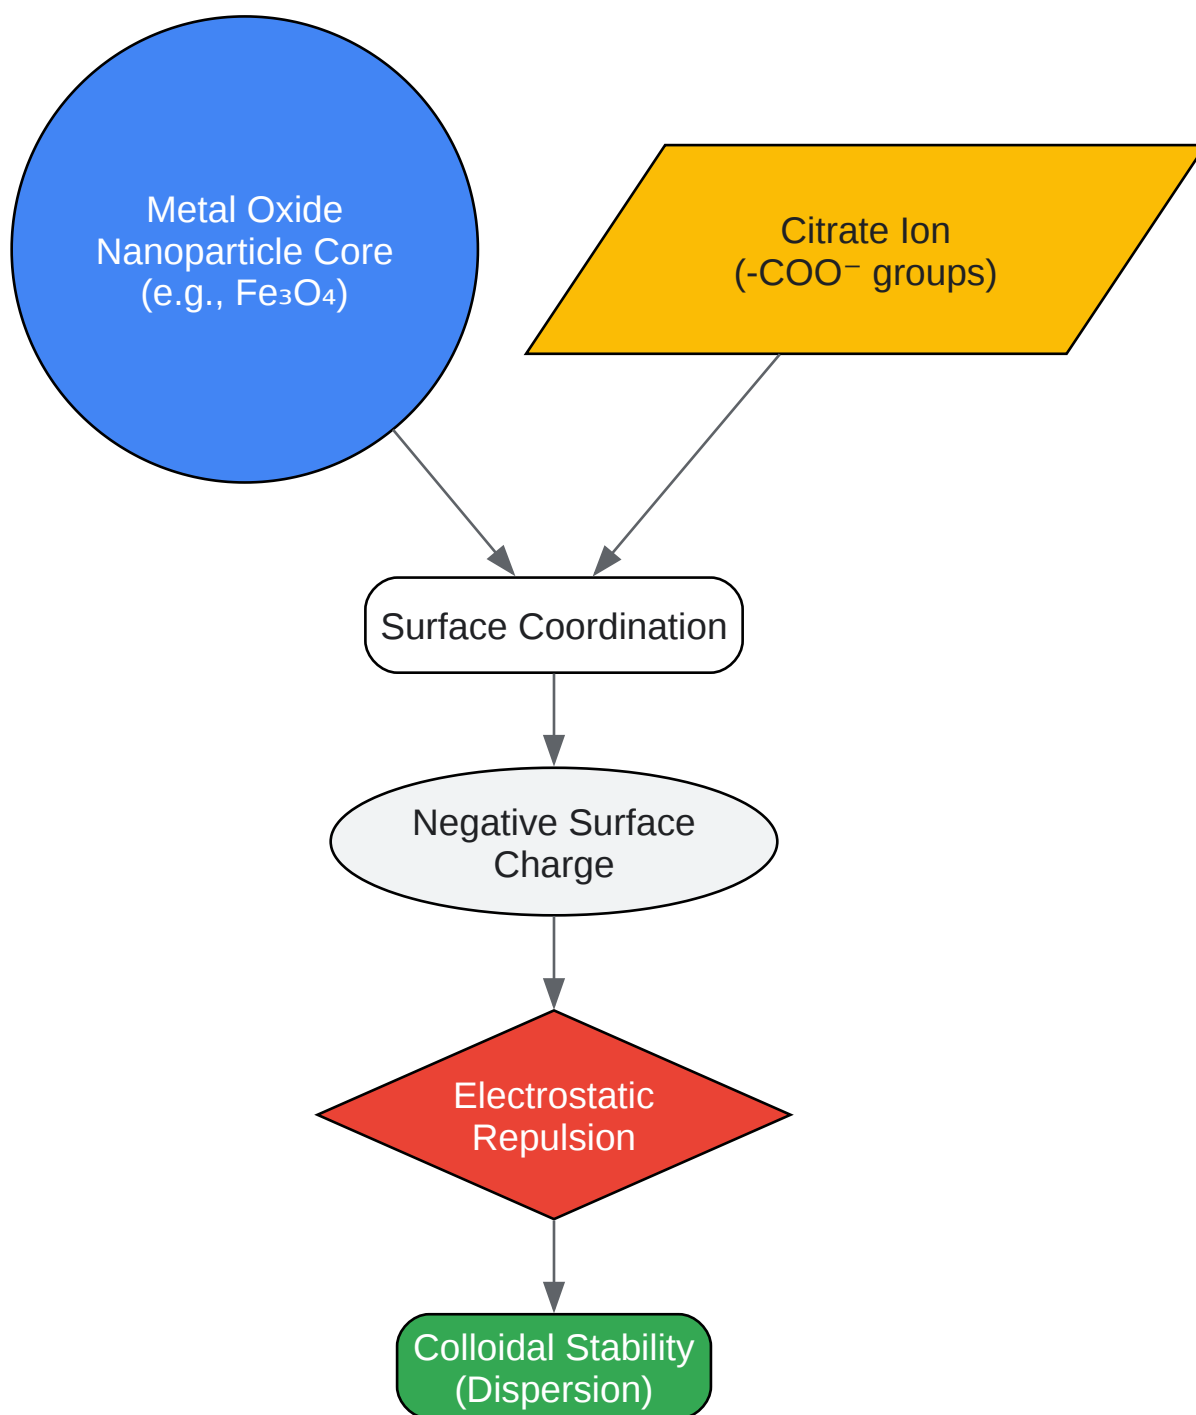 Metal Oxide
Nanoparticle Core
(e.g., Fe₃O₄)
Citrate Ion
(-COO⁻ groups)
Surface Coordination
Negative Surface
Charge
Electrostatic
Repulsion
Colloidal Stability
(Dispersion)